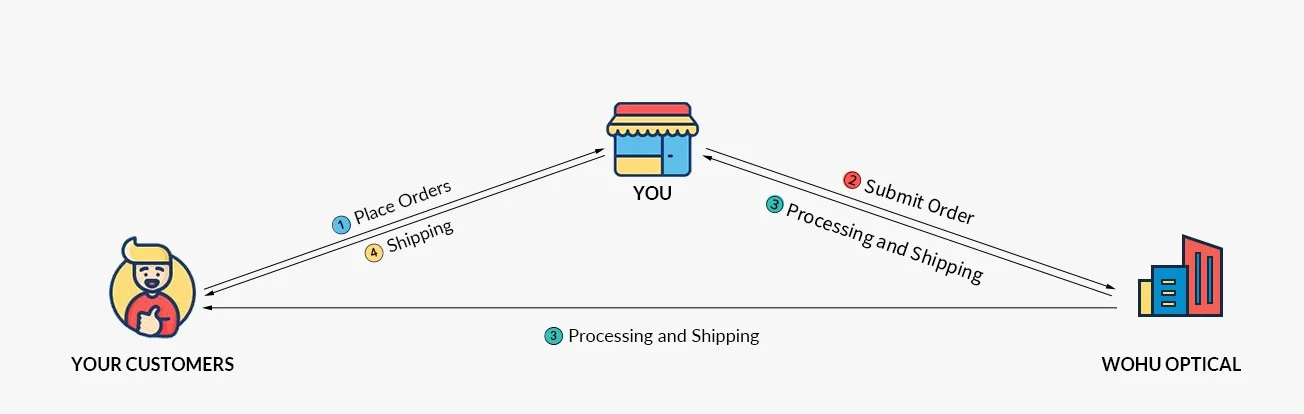 YOU
1 Place Orders
4 Shipping
2 Submit Order
3 Processing and Shipping
3 Processing and Shipping
YOUR CUSTOMERS
WOHU OPTICAL